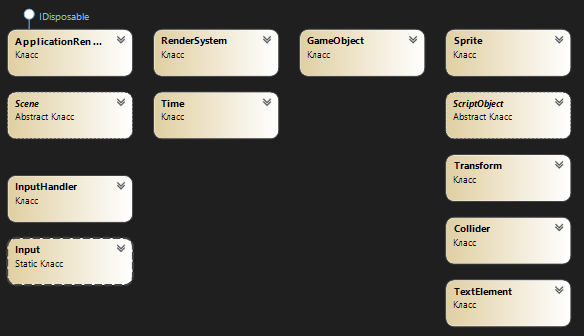 IDisposable
ApplicationRen ...
Класс
RenderSystem
Класс
GameObject
Класс
Sprite
Класс
Scene
Abstract Класс
Time
Класс
ScriptObject
Abstract Класс
InputHandler
Класс
Transform
Класс
Input
Static Класс
Collider
Класс
TextElement
Класс